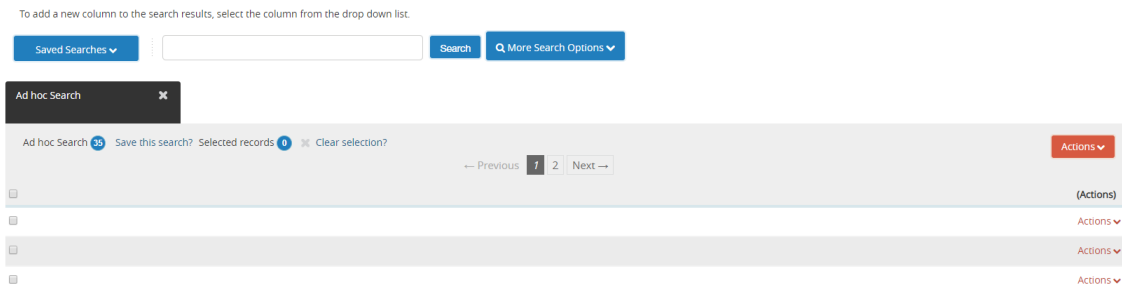 To add a new column to the search results, select the column from the drop down list.
Saved Searches Search More Search Options
Ad hoc Search
Ad hoc Search 35 Save this search? Selected records 0 Clear selection?
Actions
← Previous 1 2 Next →
(Actions)
Actions
Actions
Actions